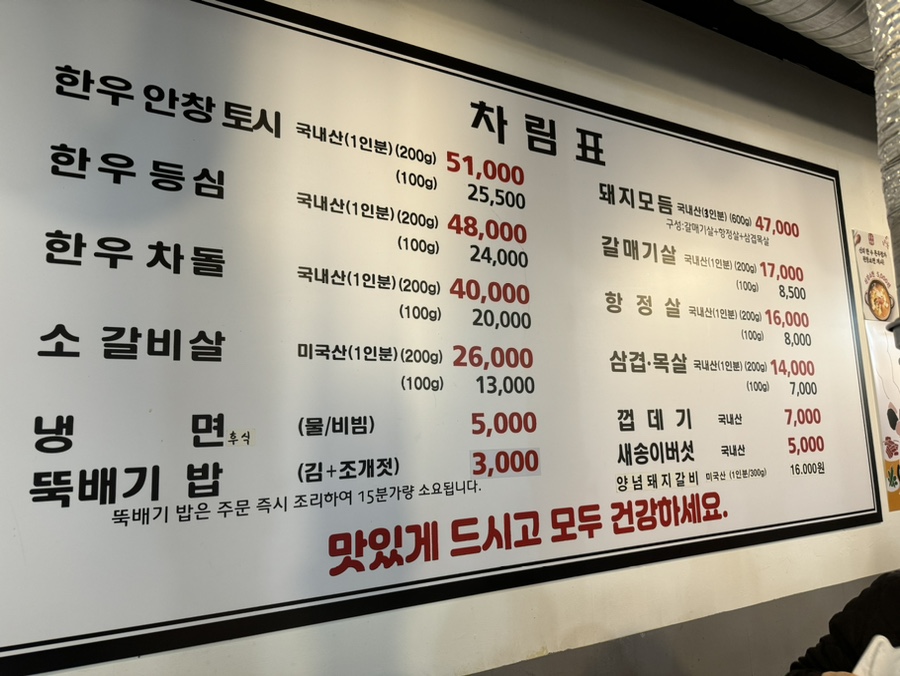 차림표
한우 안창 토시 국내산(1인분)(200g) 51,000
(100g) 25,500
한우 등심 국내산(1인분)(200g) 48,000
(100g) 24,000
한우 차돌 국내산(1인분)(200g) 40,000
(100g) 20,000
소 갈비살 미국산(1인분)(200g) 26,000
(100g) 13,000
냉 면 후식 (물/비빔) 5,000
뚝배기 밥 (김+조개젓) 3,000
뚝배기 밥은 주문 즉시 조리하여 15분가량 소요됩니다.
돼지모듬 국내산(3인분)(600g) 47,000
구성:갈매기살+항정살+삼겹목살
갈매기살 국내산(1인분)(200g) 17,000
(100g) 8,500
항 정 살 국내산(1인분)(200g) 16,000
(100g) 8,000
삼겹·목살 국내산(1인분)(200g) 14,000
(100g) 7,000
껍 데 기 국내산 7,000
새송이버섯 국내산 5,000
양념돼지갈비 미국산 (1인분/300g) 16.000원
맛있게 드시고 모두 건강하세요.